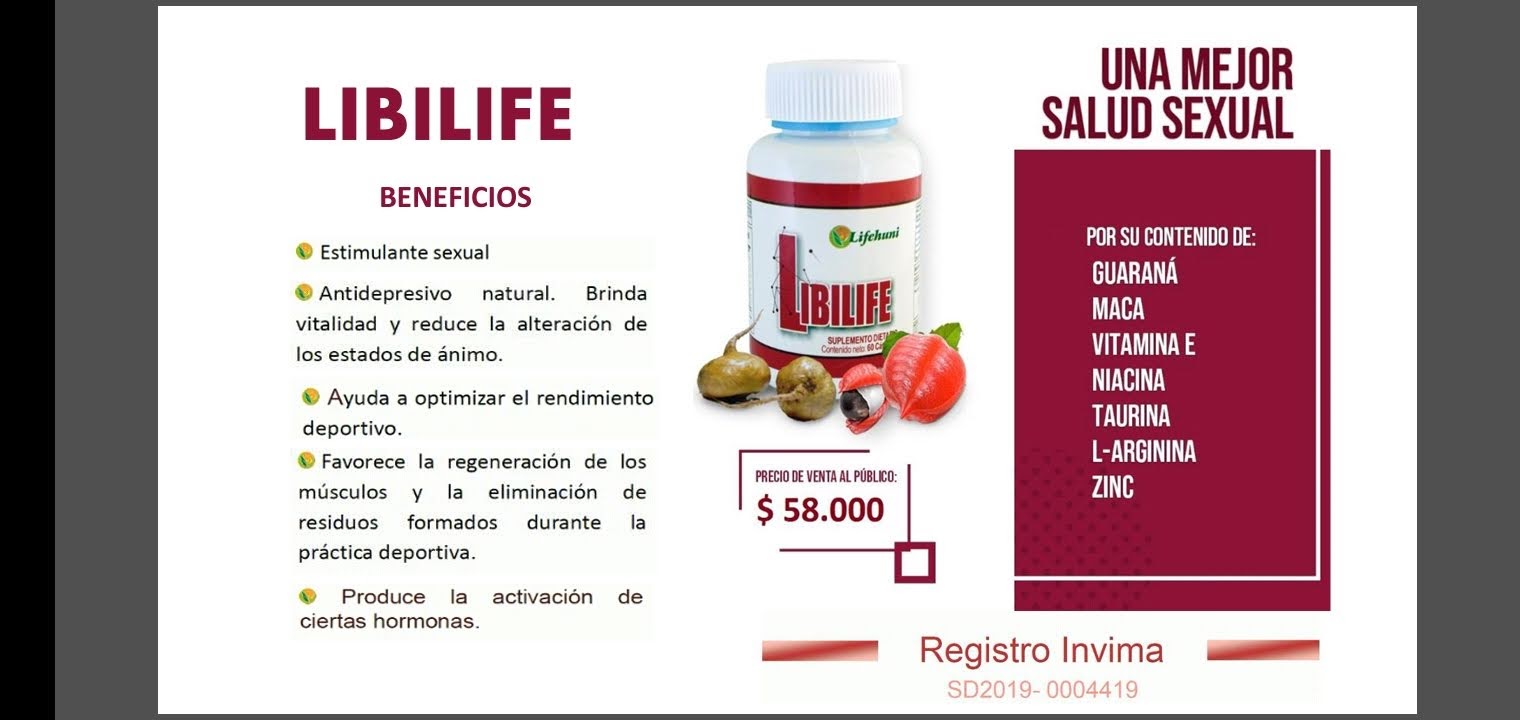 LIBILIFE
BENEFICIOS
Estimulante sexual
Antidepresivo natural. Brinda
vitalidad y reduce la alteración de
los estados de ánimo.
Ayuda a optimizar el rendimiento
deportivo.
Favorece la regeneración de los
músculos y la eliminación de
residuos formados durante la
práctica deportiva.
Produce la activación de
ciertas hormonas.
Lifehuni
LIBILIFE
SUPLEMENTO
Contenido neto: 60
PRECIO DE VENTA AL PÚBLICO:
$ 58.000
UNA MEJOR
SALUD SEXUAL
POR SU CONTENIDO DE:
GUARANÁ
MACA
VITAMINA E
NIACINA
TAURINA
L-ARGININA
ZINC
Registro Invima
SD2019- 0004419